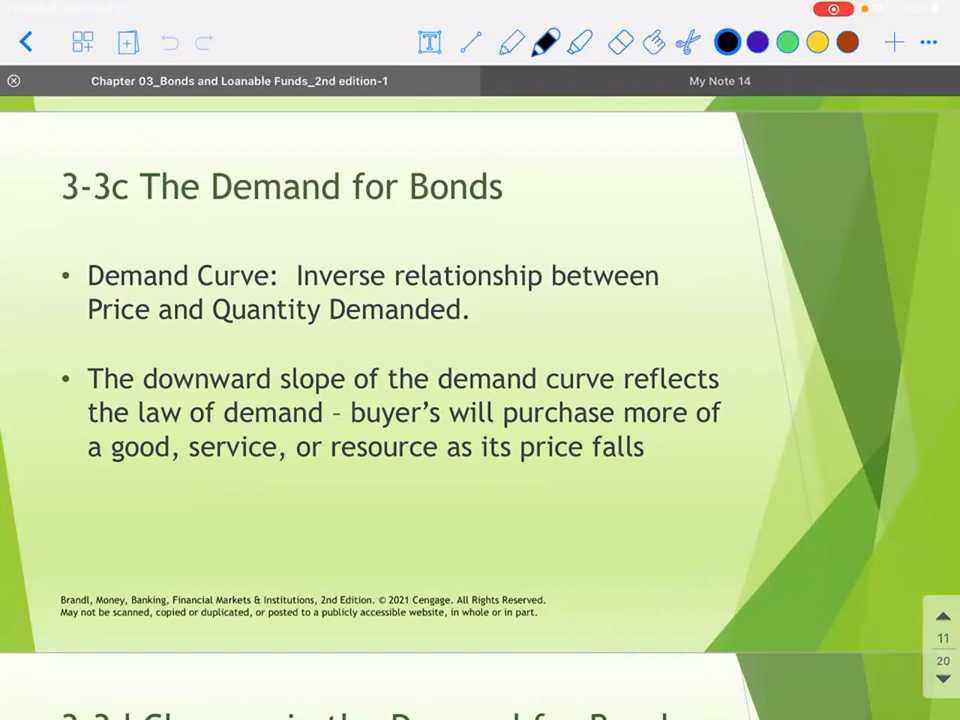 Chapter 03_Bonds and Loanable Funds_2nd edition-1
My Note 14
3-3c The Demand for Bonds
• Demand Curve: Inverse relationship between
Price and Quantity Demanded.
• The downward slope of the demand curve reflects
the law of demand – buyer's will purchase more of
a good, service, or resource as its price falls
Brandl, Money, Banking, Financial Markets & Institutions, 2nd Edition. © 2021 Cengage. All Rights Reserved.
May not be scanned, copied or duplicated, or posted to a publicly accessible website, in whole or in part.
11
20